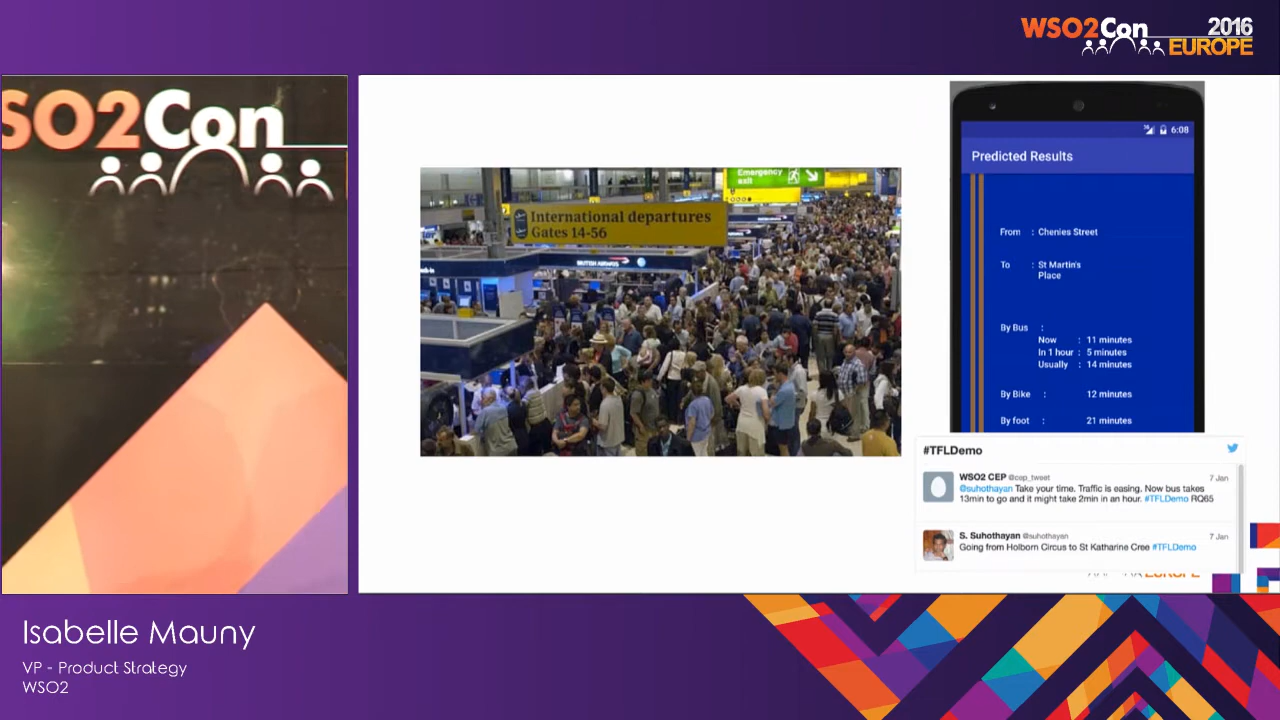 WSO2Con 2016
EUROPE
SO2Con
Emergency
exit
International departures
Gates 14-56
BRITISH AIRWAYS
6:08
Predicted Results
From : Chenies Street
To : St Martin's
Place
By Bus :
Now : 11 minutes
In 1 hour : 5 minutes
Usually : 14 minutes
By Bike : 12 minutes
By foot : 21 minutes
#TFLDemo
WSO2 CEP @cep_tweet 7 Jan
@suhothayan Take your time. Traffic is easing. Now bus takes
13min to go and it might take 2min in an hour. #TFLDemo RQ65
S. Suhothayan @suhothayan 7 Jan
Going from Holborn Circus to St Katharine Cree #TFLDemo
EUROPE
Isabelle Mauny
VP - Product Strategy
WSO2